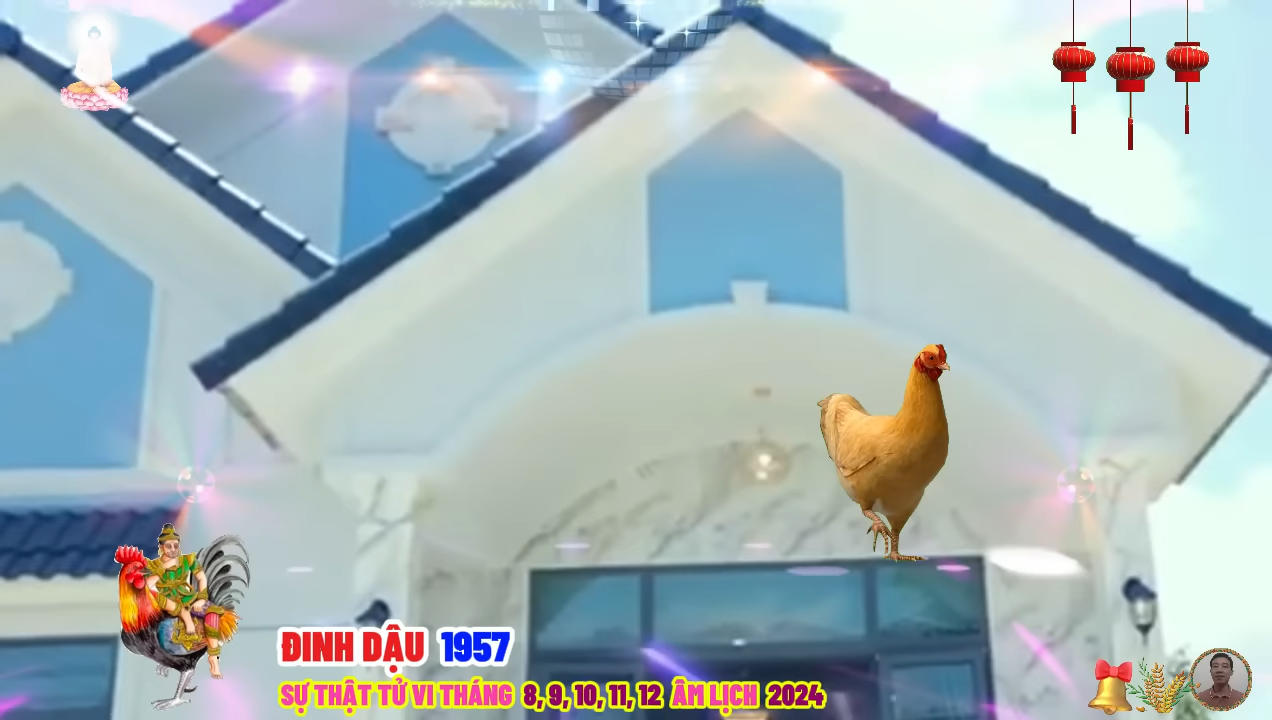 ĐINH DẬU 1957
SỰ THẬT TỬ VI THÁNG 8, 9, 10, 11, 12 ÂM LỊCH 2024